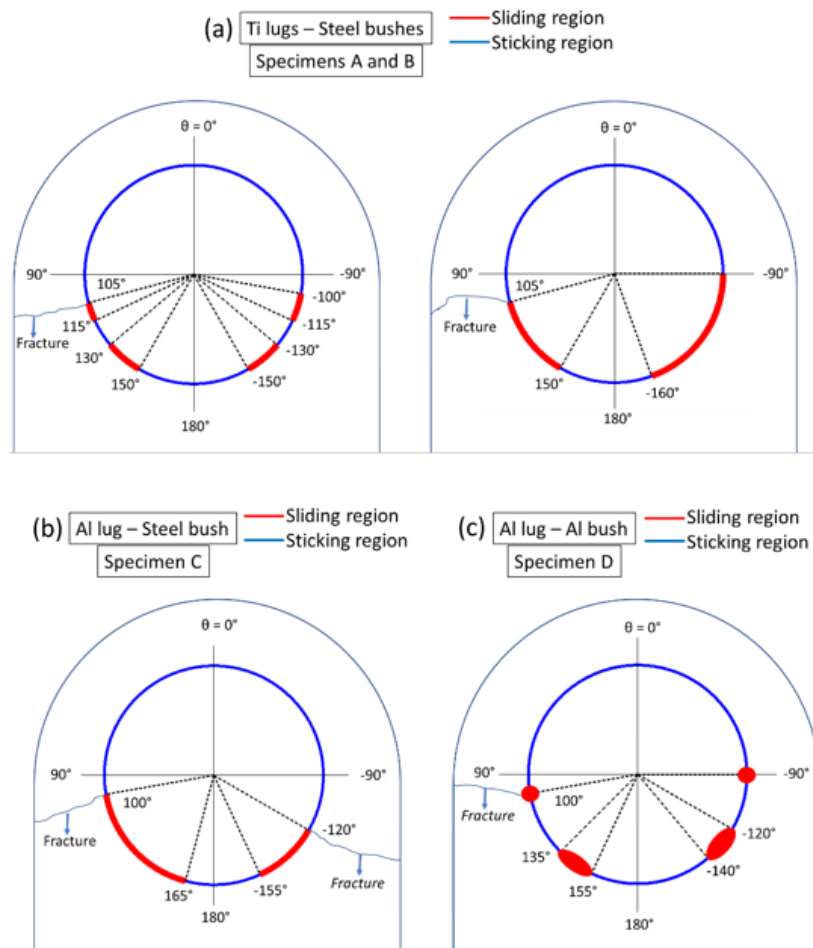 (a) Ti lugs – Steel bushes
Specimens A and B
Sliding region
Sticking region
θ = 0°
90°
-90°
105°
-100°
115°
-115°
Fracture
130°
-130°
150°
-150°
180°
θ = 0°
90°
-90°
105°
Fracture
150°
-160°
180°
(b) Al lug – Steel bush
Specimen C
Sliding region
Sticking region
θ = 0°
90°
-90°
100°
-120°
Fracture
Fracture
165°
-155°
180°
(c) Al lug – Al bush
Specimen D
Sliding region
Sticking region
θ = 0°
90°
-90°
100°
Fracture
-120°
135°
-140°
155°
180°